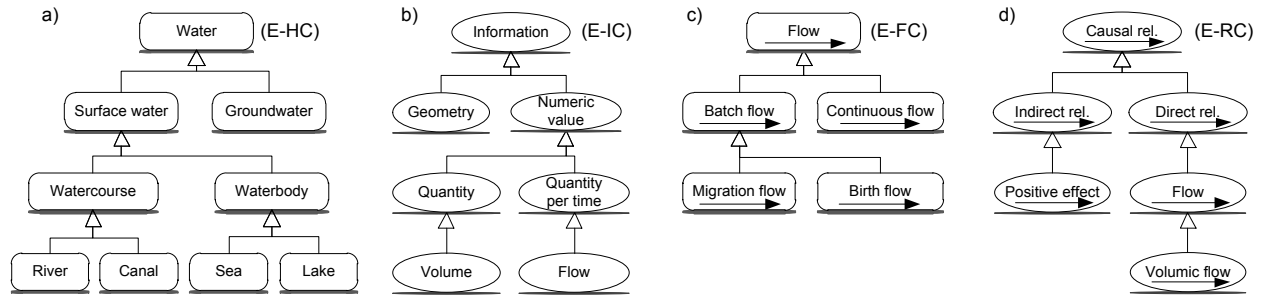 a)
Water
(E-HC)
Surface water
Groundwater
Watercourse
Waterbody
River
Canal
Sea
Lake
b)
Information
(E-IC)
Geometry
Numeric
value
Quantity
Quantity
per time
Volume
Flow
c)
Flow
(E-FC)
Batch flow
Continuous flow
Migration flow
Birth flow
d)
Causal rel.
(E-RC)
Indirect rel.
Direct rel.
Positive effect
Flow
Volumic flow